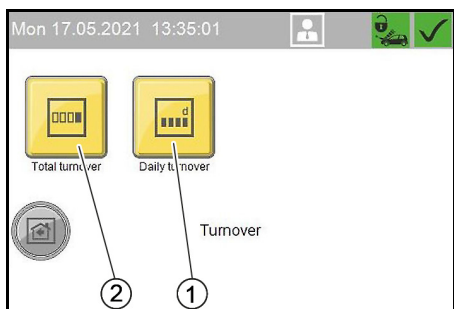 Mon 17.05.2021 13:35:01
d
Total turnover Daily turnover
Turnover
2 1